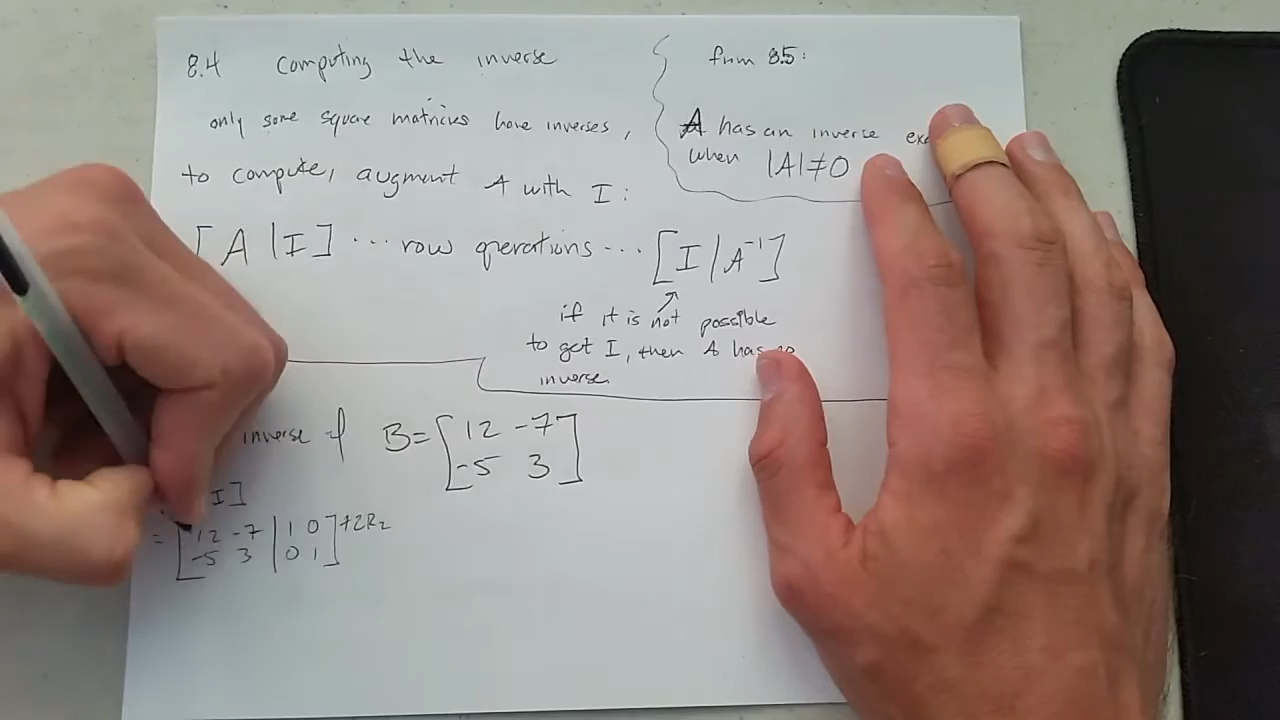 8.4 computing the inverse
only some square matricies have inverses,
to compute, augment A with I:
[A | I] ... row operations ... [I | A⁻¹]
if it is not possible
to get I, then A has no
inverse.
from 8.5:
A has an inverse
when |A| ≠ 0
inverse of B = [12 -7
-5 3]
I]
= [12 -7 | 1 0] +2R₂
[-5 3 | 0 1]